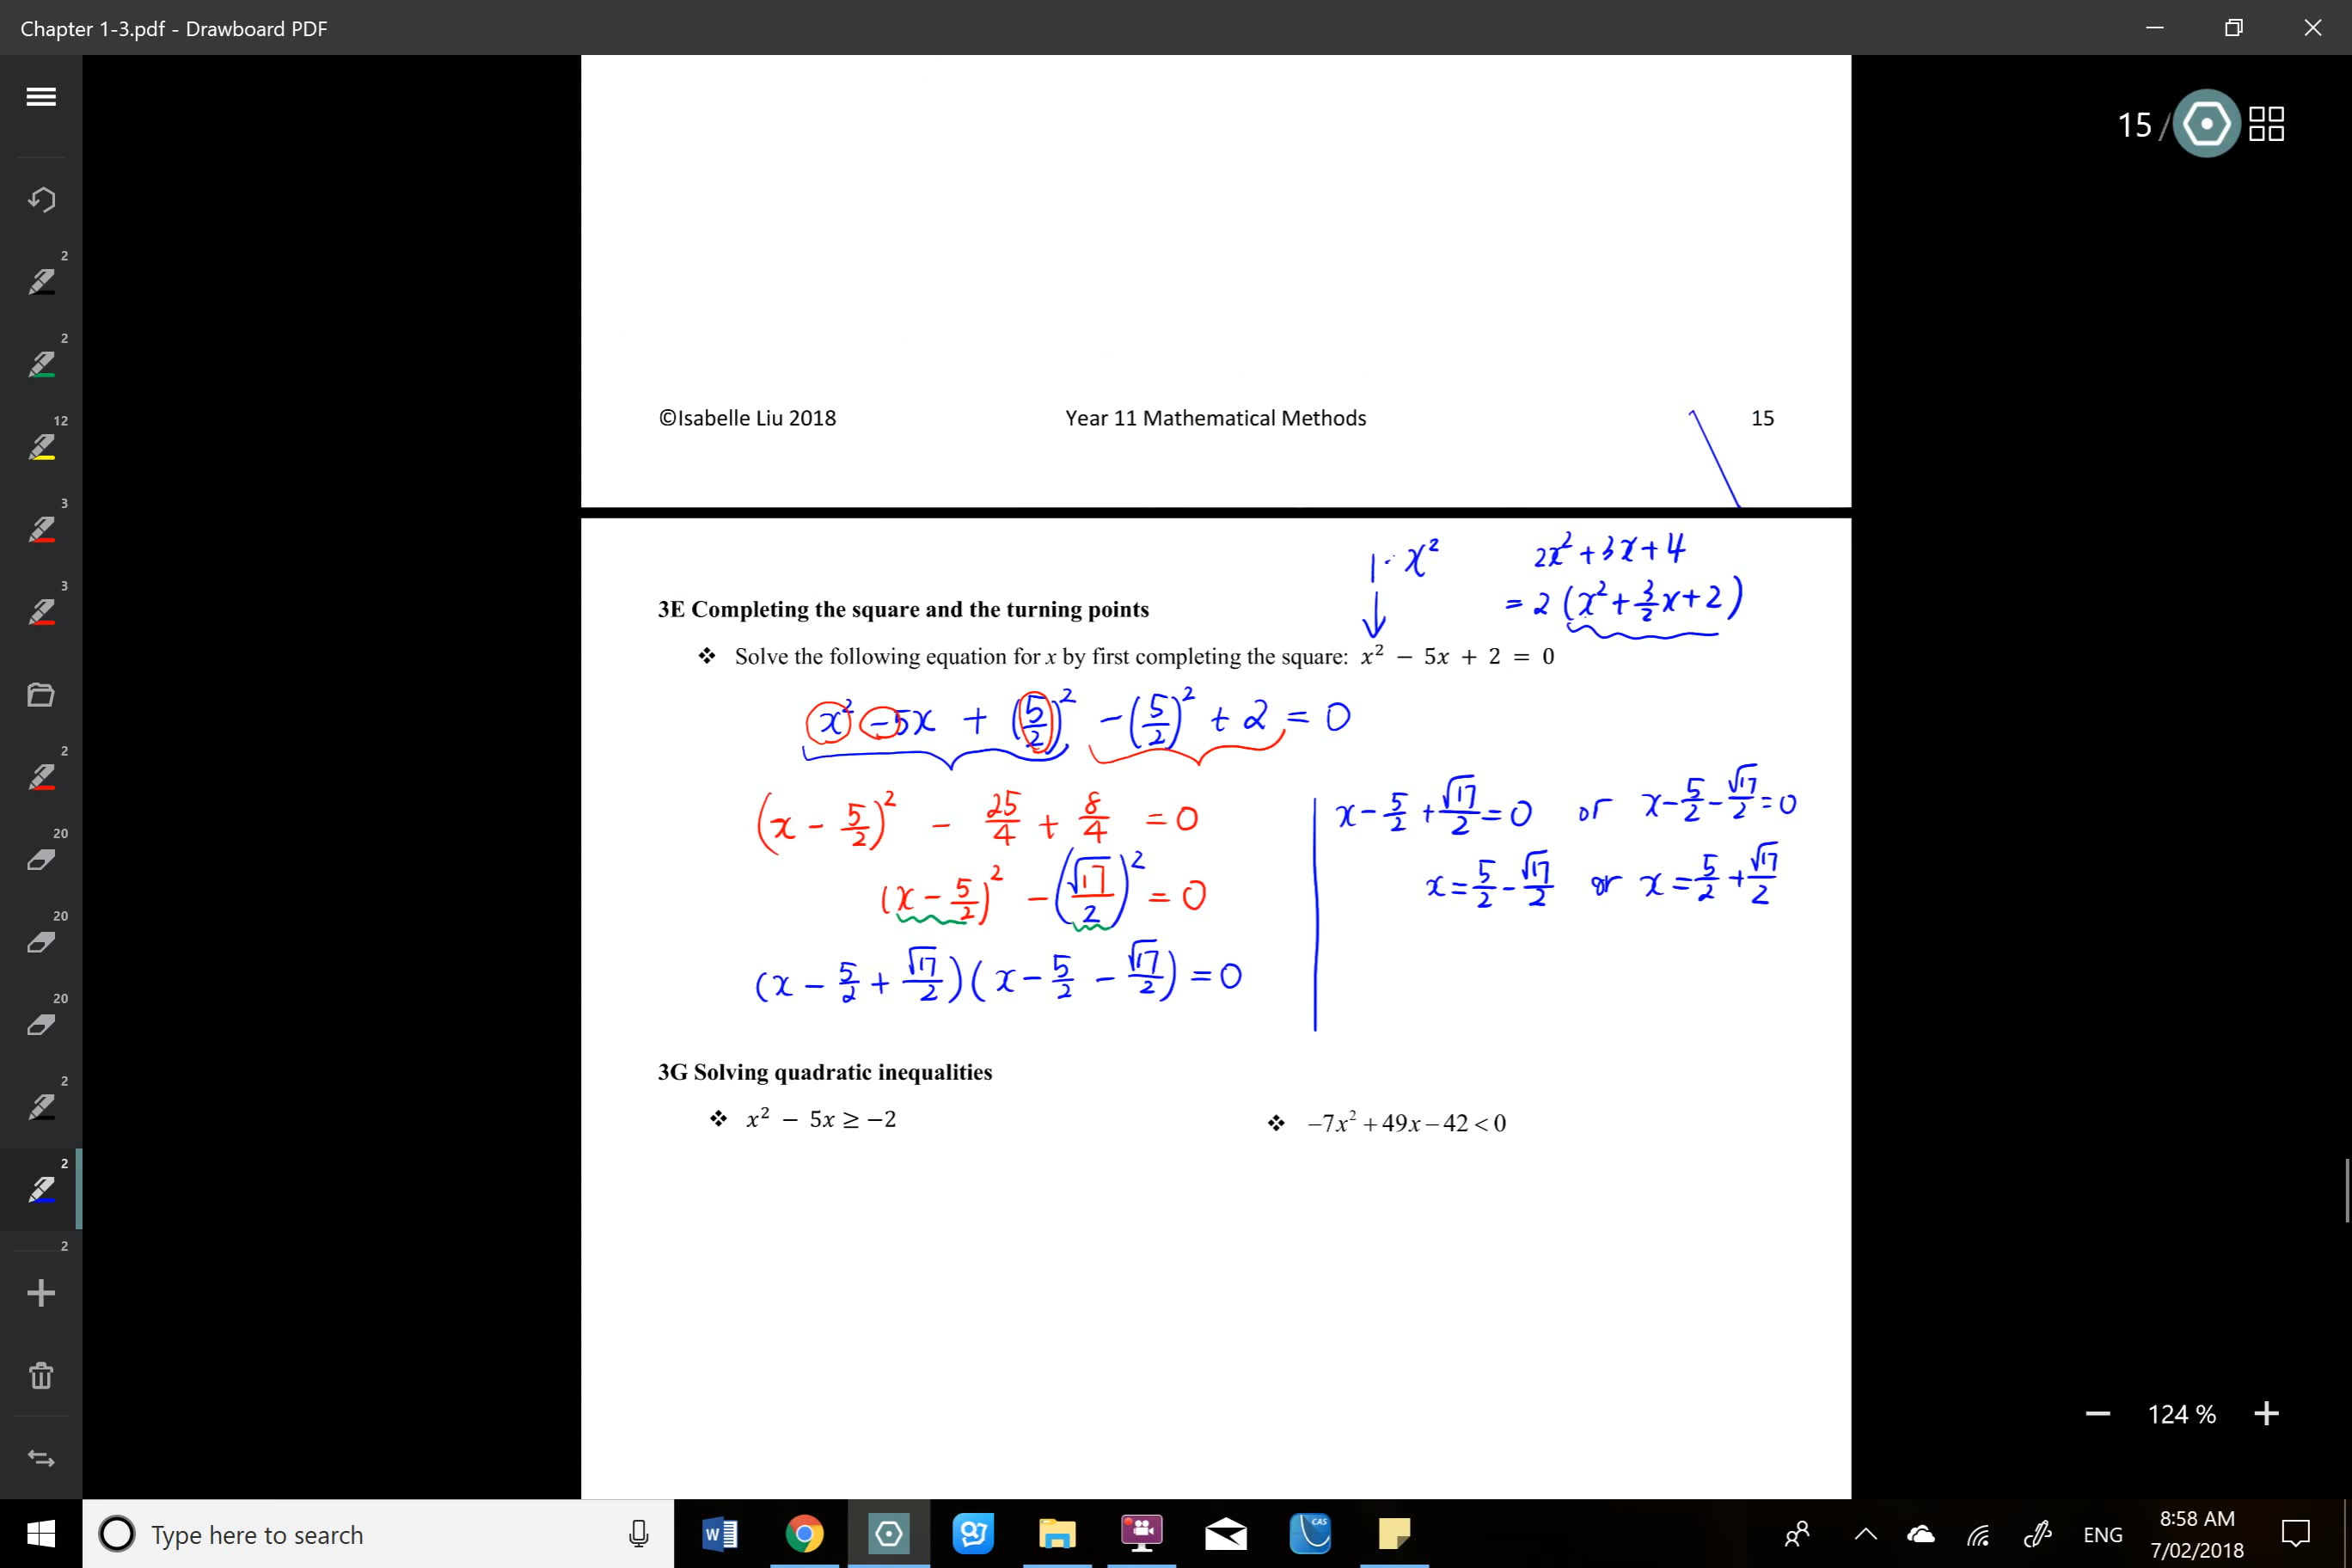 Chapter 1-3.pdf - Drawboard PDF
15 /
2
2
12
3
3
2
20
20
20
2
2
2
©Isabelle Liu 2018 Year 11 Mathematical Methods 15
1 · x² 2x² + 3x + 4
= 2 (x² + 3/2 x + 2)
3E Completing the square and the turning points
❖ Solve the following equation for x by first completing the square: x² − 5x + 2 = 0
x² − 5x + (5/2)² − (5/2)² + 2 = 0
(x − 5/2)² − 25/4 + 8/4 = 0
(x − 5/2)² − (√17/2)² = 0
(x − 5/2 + √17/2)(x − 5/2 − √17/2) = 0
x − 5/2 + √17/2 = 0 or x − 5/2 − √17/2 = 0
x = 5/2 − √17/2 or x = 5/2 + √17/2
3G Solving quadratic inequalities
❖ x² − 5x ≥ −2 ❖ −7x² + 49x − 42 < 0
124 %
Type here to search
W
CAS
ENG
8:58 AM
7/02/2018